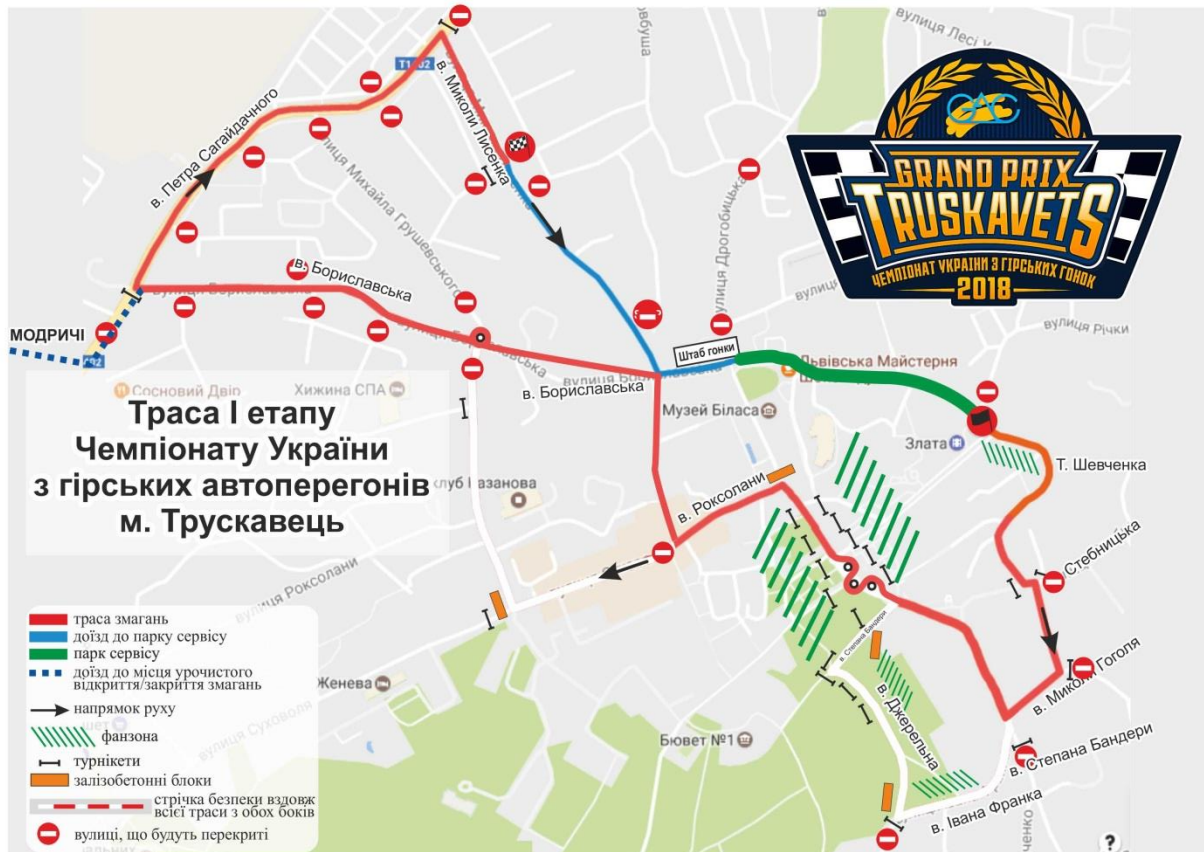 вулиця Лесі
Т1402
в. Миколи Лисенка
в. Петра Сагайдачного
вулиця Михайла Грушевського
вулиця Дрогобицька
GRAND PRIX
TRUSKAVETS
ЧЕМПІОНАТ УКРАЇНИ З ГІРСЬКИХ ГОНОК
2018
в. Бориславська
МОДРИЧІ
вулиця Річки
Штаб гонки
Львівська Майстерня
Сосновий Двір
Хижина СПА
в. Бориславська
Музей Біласа
Злата
Т. Шевченка
Траса І етапу
Чемпіонату України
з гірських автоперегонів
м. Трускавець
клуб Казанова
в. Роксолани
Стебницька
вулиця Роксолани
в. Степана Бандери
в. Миколи Гоголя
в. Джерельна
Женева
вулиця Суховоля
Бювет №1
в. Степана Бандери
в. Івана Франка
траса змагань
доїзд до парку сервісу
парк сервісу
доїзд до місця урочистого
відкриття/закриття змагань
напрямок руху
фанзона
турнікети
залізобетонні блоки
стрічка безпеки вздовж
всієї траси з обох боків
вулиці, що будуть перекриті
?